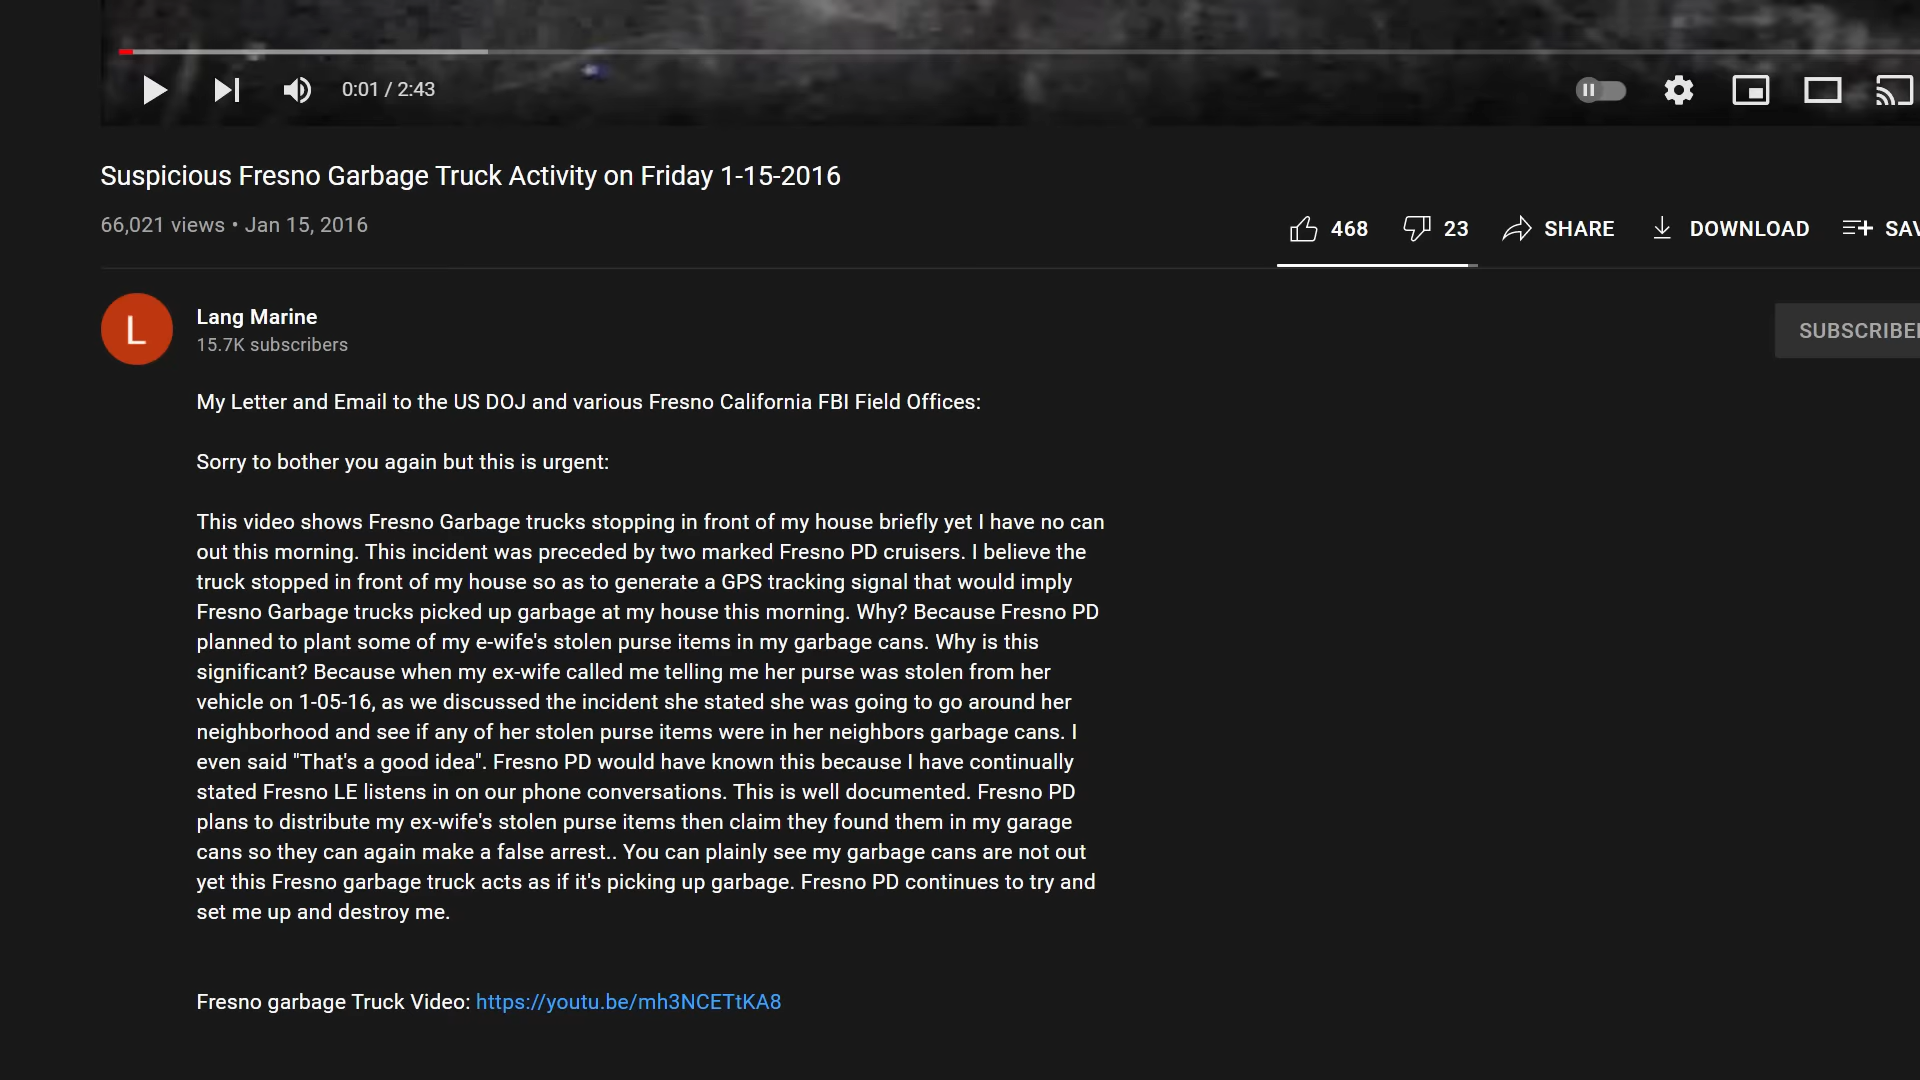 0:01 / 2:43
Suspicious Fresno Garbage Truck Activity on Friday 1-15-2016
66,021 views • Jan 15, 2016
468 23 SHARE DOWNLOAD SAV
L
Lang Marine
15.7K subscribers
SUBSCRIBE
My Letter and Email to the US DOJ and various Fresno California FBI Field Offices:
Sorry to bother you again but this is urgent:
This video shows Fresno Garbage trucks stopping in front of my house briefly yet I have no can
out this morning. This incident was preceded by two marked Fresno PD cruisers. I believe the
truck stopped in front of my house so as to generate a GPS tracking signal that would imply
Fresno Garbage trucks picked up garbage at my house this morning. Why? Because Fresno PD
planned to plant some of my e-wife's stolen purse items in my garbage cans. Why is this
significant? Because when my ex-wife called me telling me her purse was stolen from her
vehicle on 1-05-16, as we discussed the incident she stated she was going to go around her
neighborhood and see if any of her stolen purse items were in her neighbors garbage cans. I
even said "That's a good idea". Fresno PD would have known this because I have continually
stated Fresno LE listens in on our phone conversations. This is well documented. Fresno PD
plans to distribute my ex-wife's stolen purse items then claim they found them in my garage
cans so they can again make a false arrest.. You can plainly see my garbage cans are not out
yet this Fresno garbage truck acts as if it's picking up garbage. Fresno PD continues to try and
set me up and destroy me.
Fresno garbage Truck Video: https://youtu.be/mh3NCETtKA8